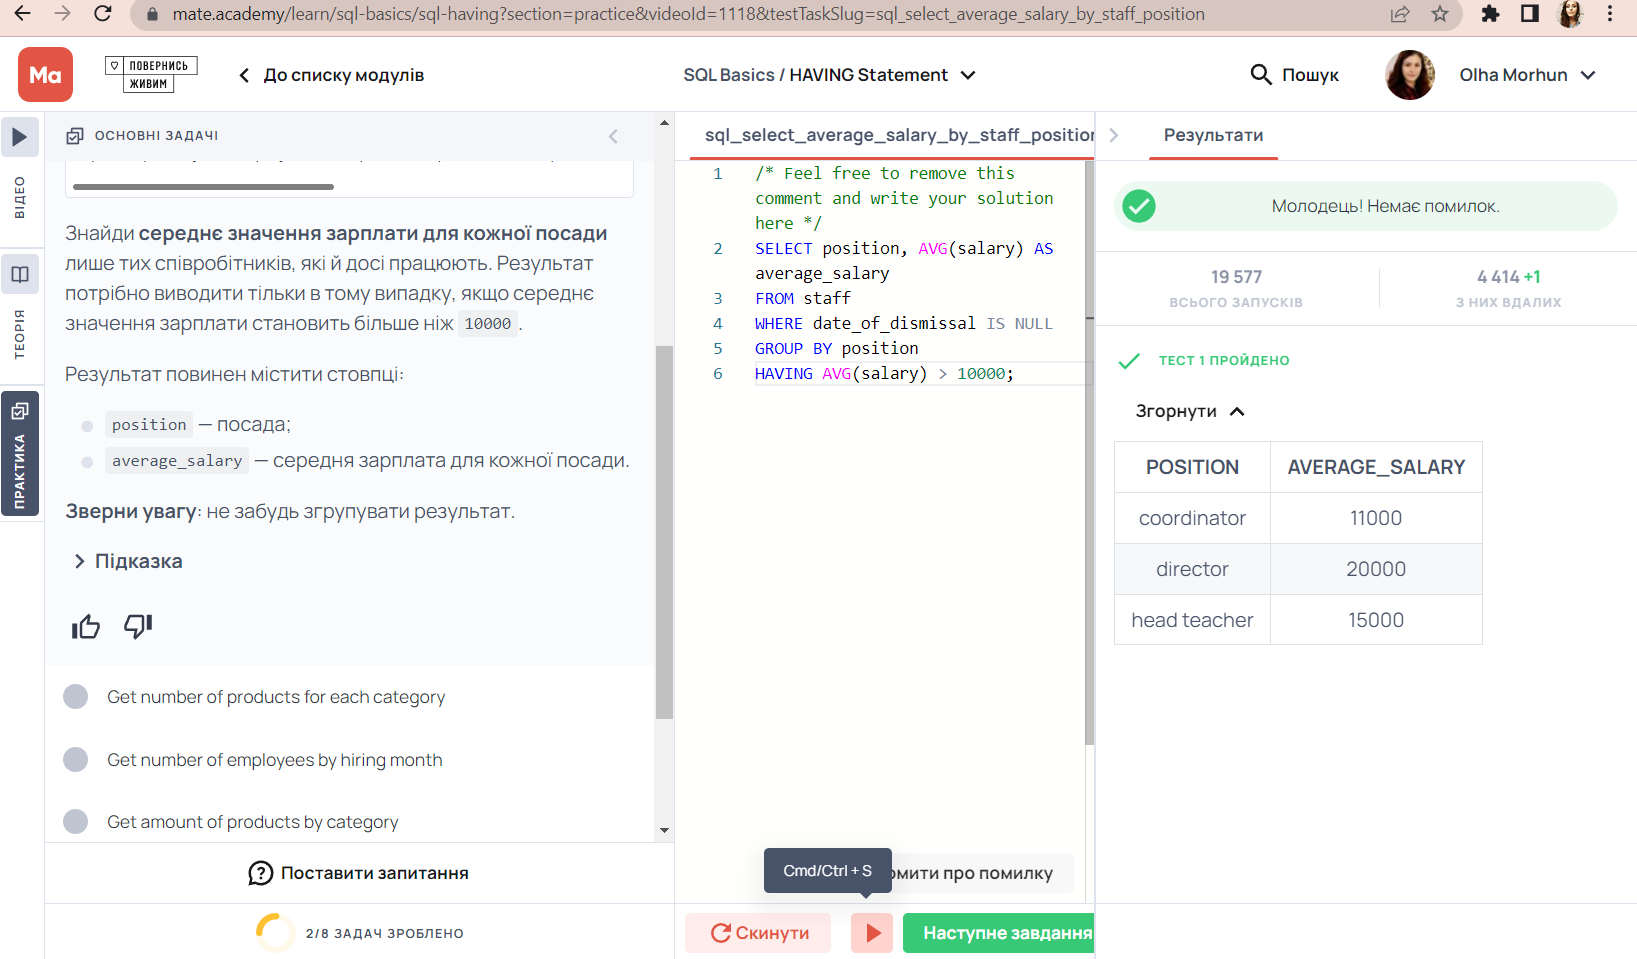 mate.academy/learn/sql-basics/sql-having?section=practice&videoId=1118&testTaskSlug=sql_select_average_salary_by_staff_position
Ma
ПОВЕРНИСЬ
ЖИВИМ
До списку модулів
SQL Basics / HAVING Statement
Пошук
Olha Morhun
ВІДЕО
ТЕОРІЯ
ПРАКТИКА
ОСНОВНІ ЗАДАЧІ
Знайди середнє значення зарплати для кожної посади
лише тих співробітників, які й досі працюють. Результат
потрібно виводити тільки в тому випадку, якщо середнє
значення зарплати становить більше ніж 10000 .
Результат повинен містити стовпці:
position — посада;
average_salary — середня зарплата для кожної посади.
Зверни увагу: не забудь згрупувати результат.
Підказка
Get number of products for each category
Get number of employees by hiring month
Get amount of products by category
Поставити запитання
2/8 ЗАДАЧ ЗРОБЛЕНО
sql_select_average_salary_by_staff_position
1 /* Feel free to remove this
comment and write your solution
here */
2 SELECT position, AVG(salary) AS
average_salary
3 FROM staff
4 WHERE date_of_dismissal IS NULL
5 GROUP BY position
6 HAVING AVG(salary) > 10000;
Cmd/Ctrl + S
омити про помилку
Скинути
Наступне завдання
Результати
Молодець! Немає помилок.
19 577
ВСЬОГО ЗАПУСКІВ
4 414 +1
З НИХ ВДАЛИХ
ТЕСТ 1 ПРОЙДЕНО
Згорнути
POSITION AVERAGE_SALARY
coordinator 11000
director 20000
head teacher 15000